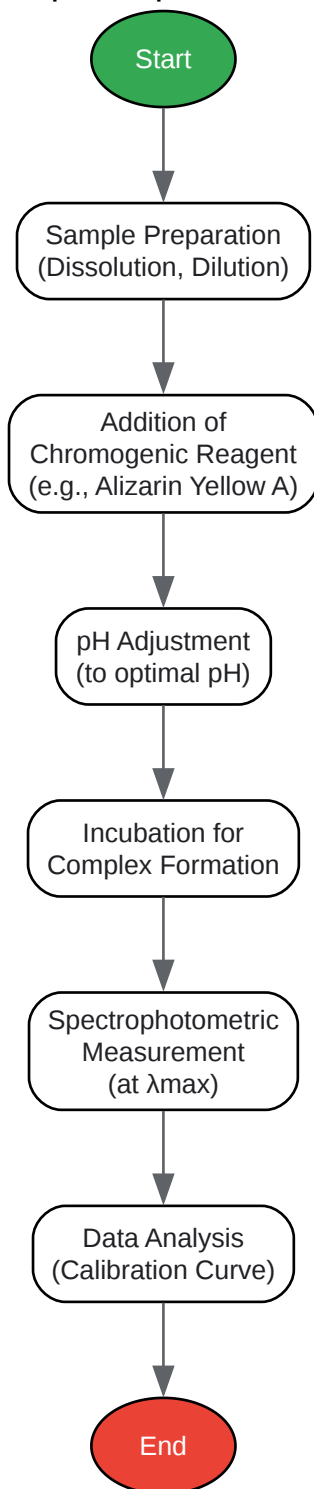 Start
Sample Preparation
(Dissolution, Dilution)
Addition of
Chromogenic Reagent
(e.g., Alizarin Yellow A)
pH Adjustment
(to optimal pH)
Incubation for
Complex Formation
Spectrophotometric
Measurement
(at λmax)
Data Analysis
(Calibration Curve)
End